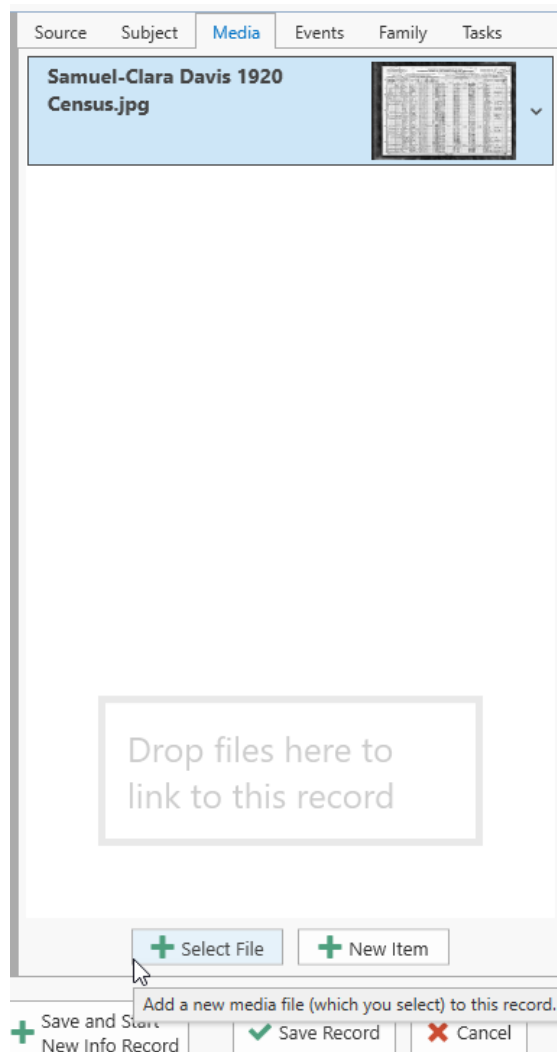 Source Subject Media Events Family Tasks
Samuel-Clara Davis 1920
Census.jpg
Drop files here to
link to this record
Select File New Item
Add a new media file (which you select) to this record.
Save and Start
New Info Record
Save Record Cancel